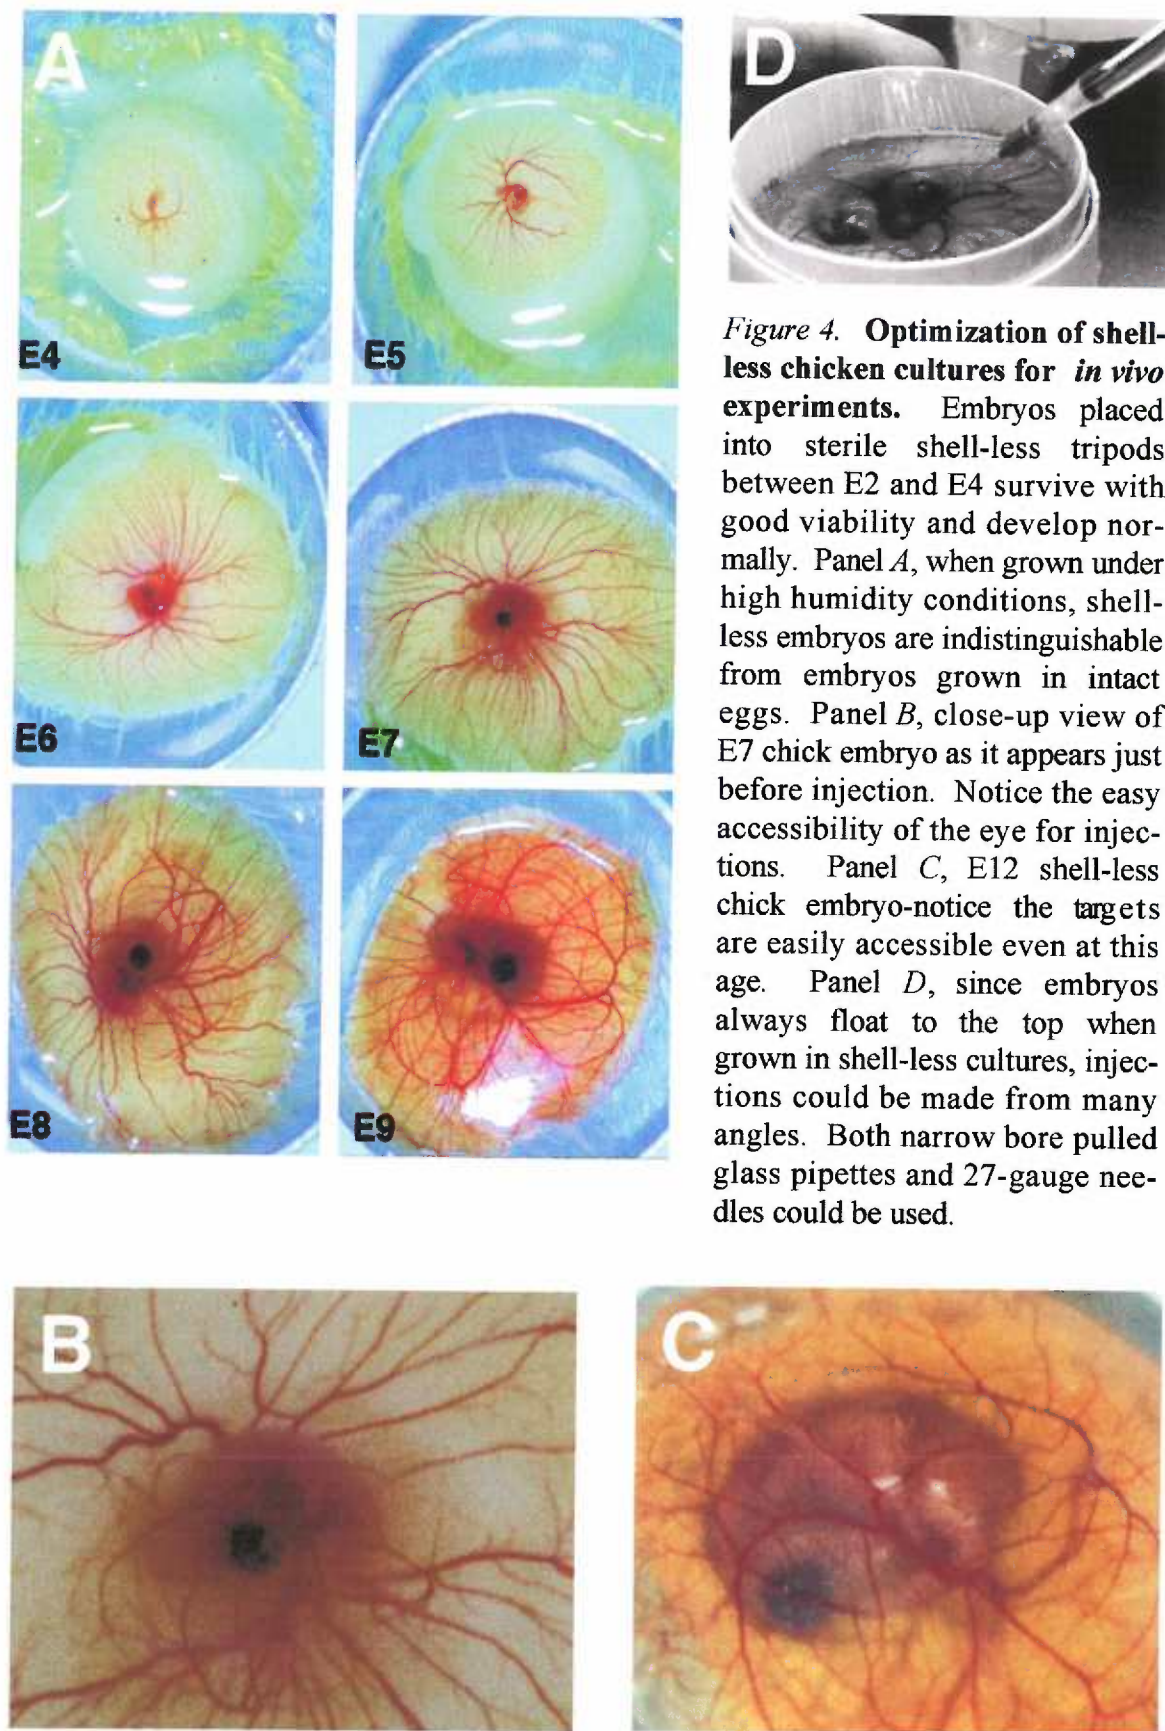 A
E4
E5
E6
E7
E8
E9
D
Figure 4. Optimization of shell-
less chicken cultures for in vivo
experiments. Embryos placed
into sterile shell-less tripods
between E2 and E4 survive with
good viability and develop nor-
mally. Panel A, when grown under
high humidity conditions, shell-
less embryos are indistinguishable
from embryos grown in intact
eggs. Panel B, close-up view of
E7 chick embryo as it appears just
before injection. Notice the easy
accessibility of the eye for injec-
tions. Panel C, E12 shell-less
chick embryo-notice the targets
are easily accessible even at this
age. Panel D, since embryos
always float to the top when
grown in shell-less cultures, injec-
tions could be made from many
angles. Both narrow bore pulled
glass pipettes and 27-gauge nee-
dles could be used.
B
C